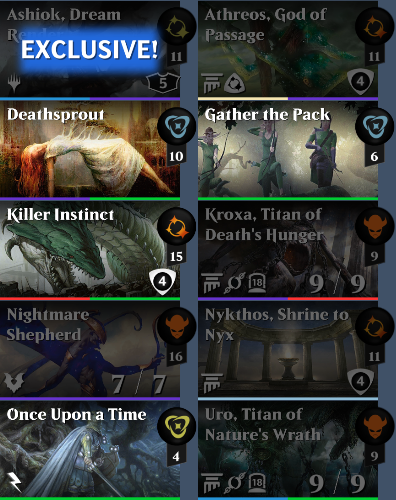 Ashiok, Dream
EXCLUSIVE!
11
5
Athreos, God of
Passage
11
4
Deathsprout
10
Gather the Pack
6
Killer Instinct
15
4
Kroxa, Titan of
Death's Hunger
9
18
9 / 9
Nightmare
Shepherd
16
7 / 7
Nykthos, Shrine to
Nyx
11
4
Once Upon a Time
4
Uro, Titan of
Nature's Wrath
9
18
9 / 9